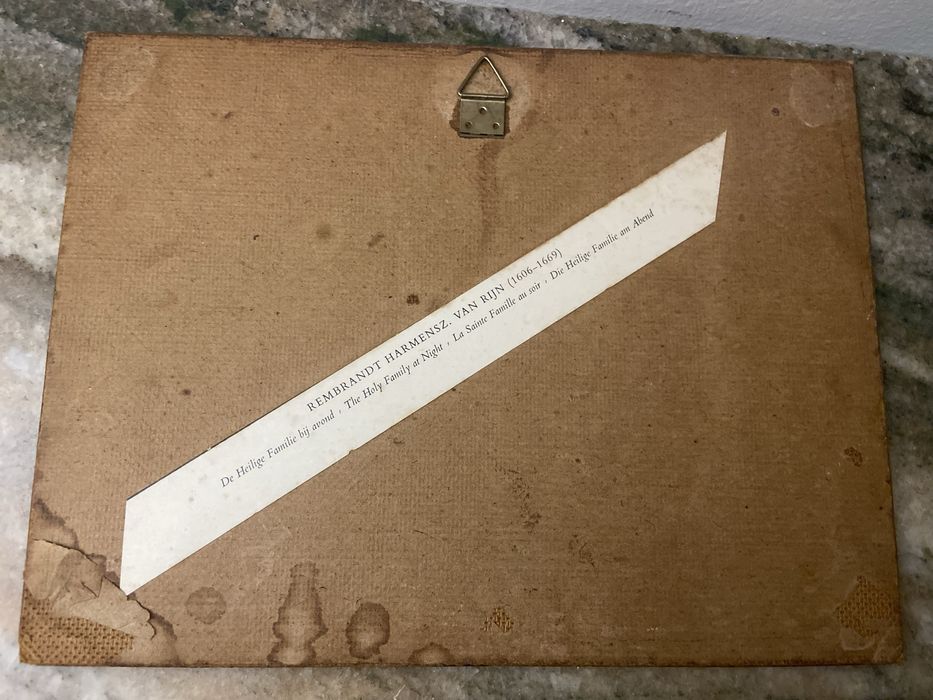 REMBRANDT HARMENSZ. VAN RIJN (1606–1669)
De Heilige Familie bij avond , The Holy Family at Night , La Sainte Famille au soir , Die Heilige Familie am Abend